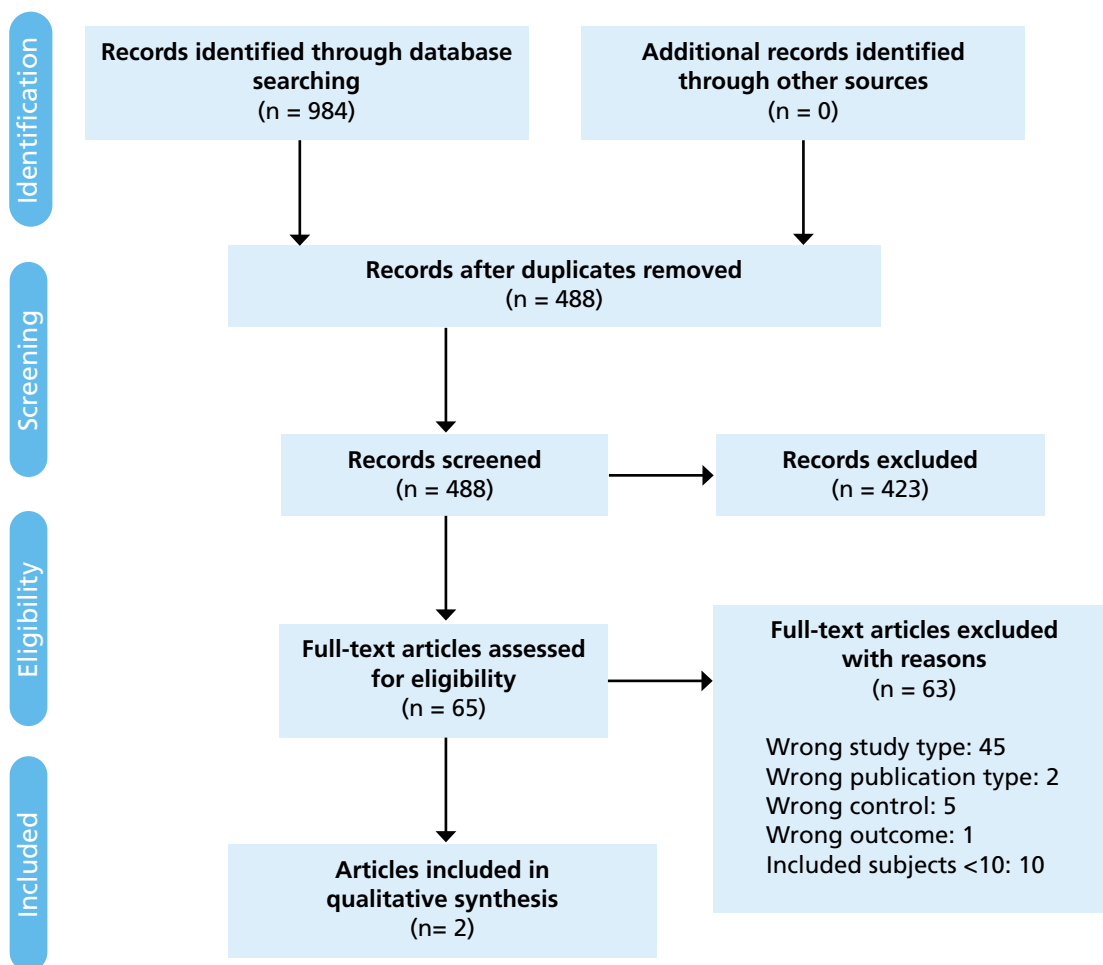 Identification
Records identified through database
searching
(n = 984)
Additional records identified
through other sources
(n = 0)
Records after duplicates removed
(n = 488)
Screening
Records screened
(n = 488)
Records excluded
(n = 423)
Eligibility
Full-text articles assessed
for eligibility
(n = 65)
Full-text articles excluded
with reasons
(n = 63)
Wrong study type: 45
Wrong publication type: 2
Wrong control: 5
Wrong outcome: 1
Included subjects <10: 10
Included
Articles included in
qualitative synthesis
(n= 2)